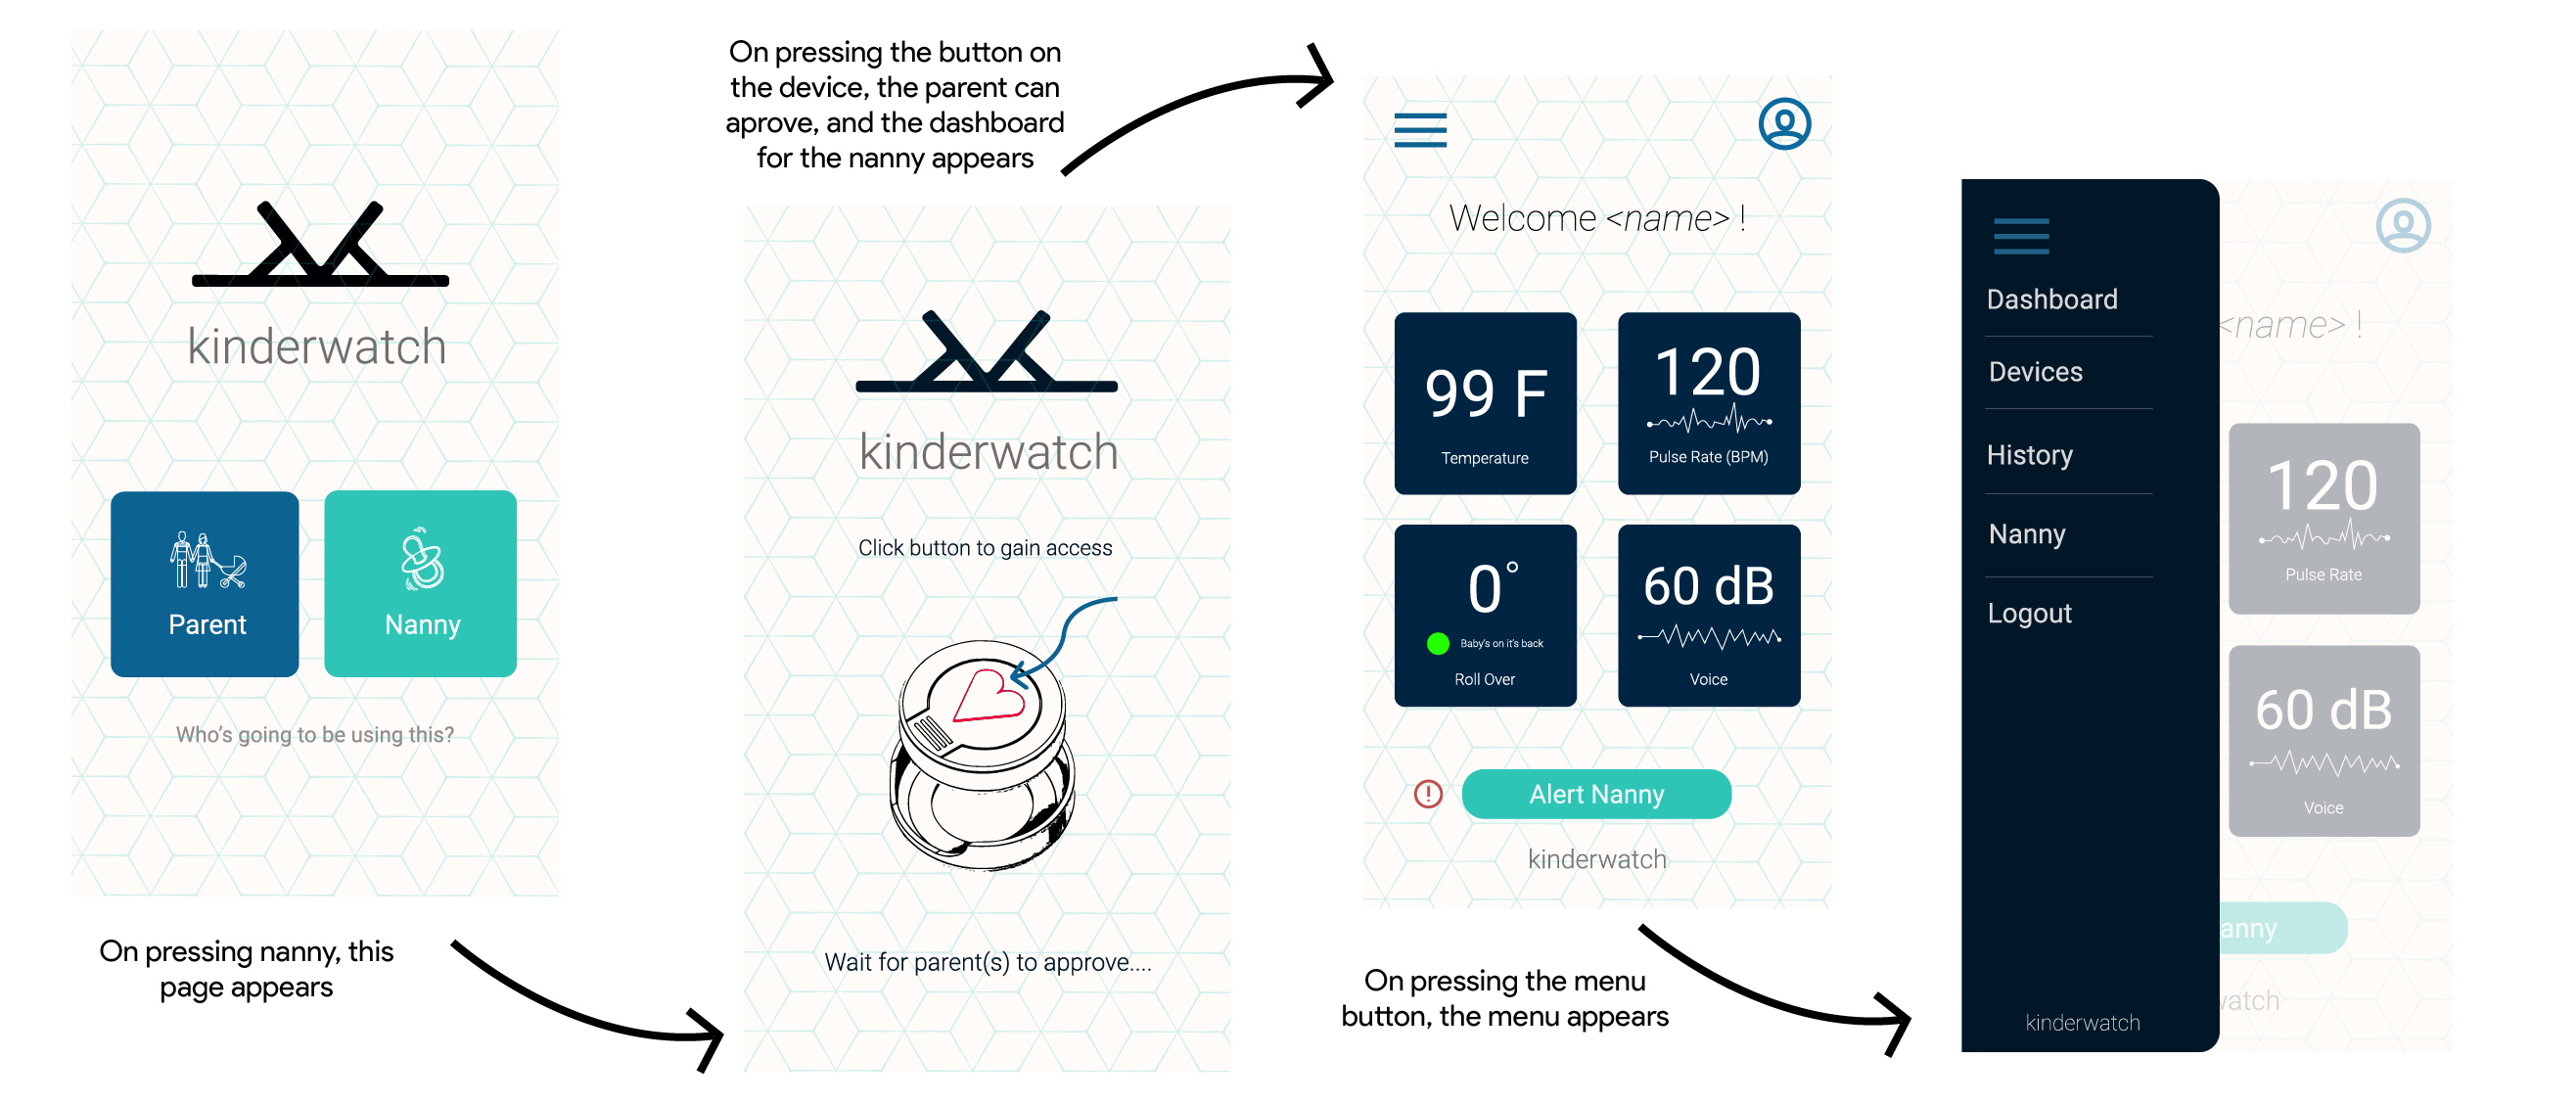 kinderwatch
Parent
Nanny
Who's going to be using this?
On pressing nanny, this
page appears
On pressing the button on
the device, the parent can
aprove, and the dashboard
for the nanny appears
kinderwatch
Click button to gain access
Wait for parent(s) to approve....
Welcome <name> !
99 F
Temperature
120
Pulse Rate (BPM)
0°
Baby's on it's back
Roll Over
60 dB
Voice
Alert Nanny
kinderwatch
On pressing the menu
button, the menu appears
Dashboard
Devices
History
Nanny
Logout
kinderwatch
<name> !
120
Pulse Rate
60 dB
Voice
anny
watch